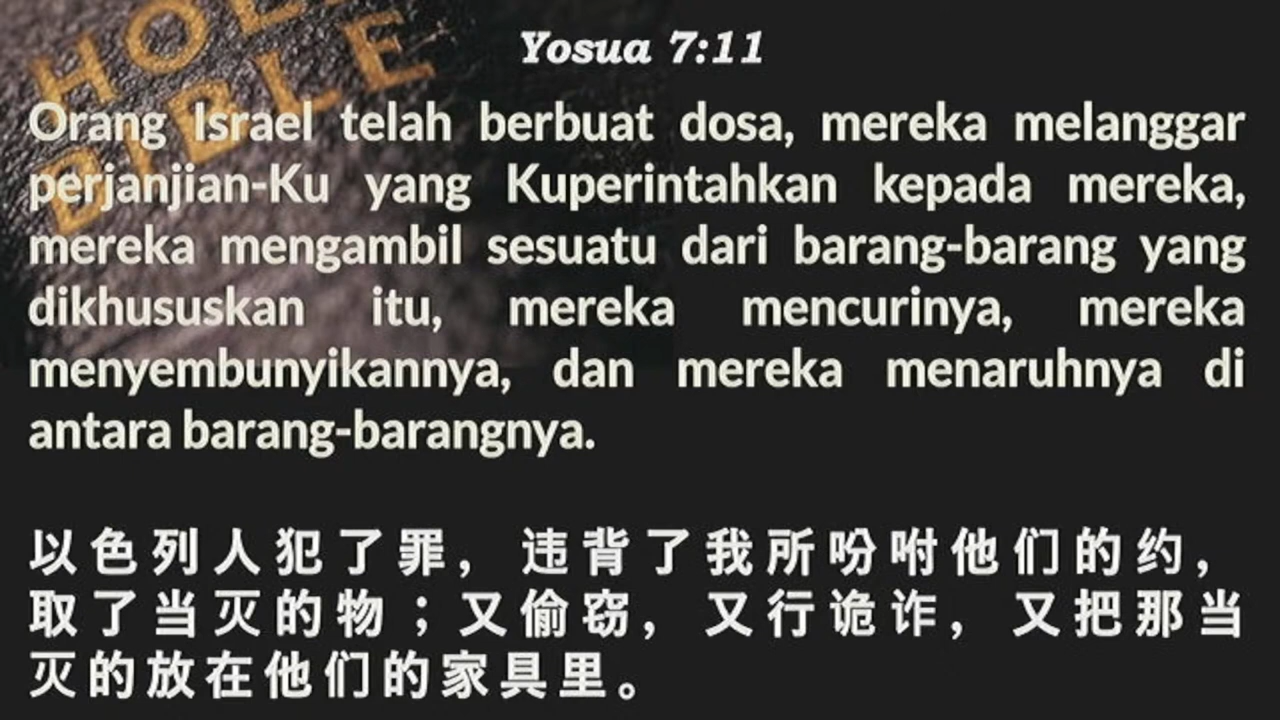 HOLY
BIBLE
Yosua 7:11
Orang Israel telah berbuat dosa, mereka melanggar
perjanjian-Ku yang Kuperintahkan kepada mereka,
mereka mengambil sesuatu dari barang-barang yang
dikhususkan itu, mereka mencurinya, mereka
menyembunyikannya, dan mereka menaruhnya di
antara barang-barangnya.
以色列人犯了罪，违背了我所吩咐他们的约，
取了当灭的物；又偷窃，又行诡诈，又把那当
灭的放在他们的家具里。